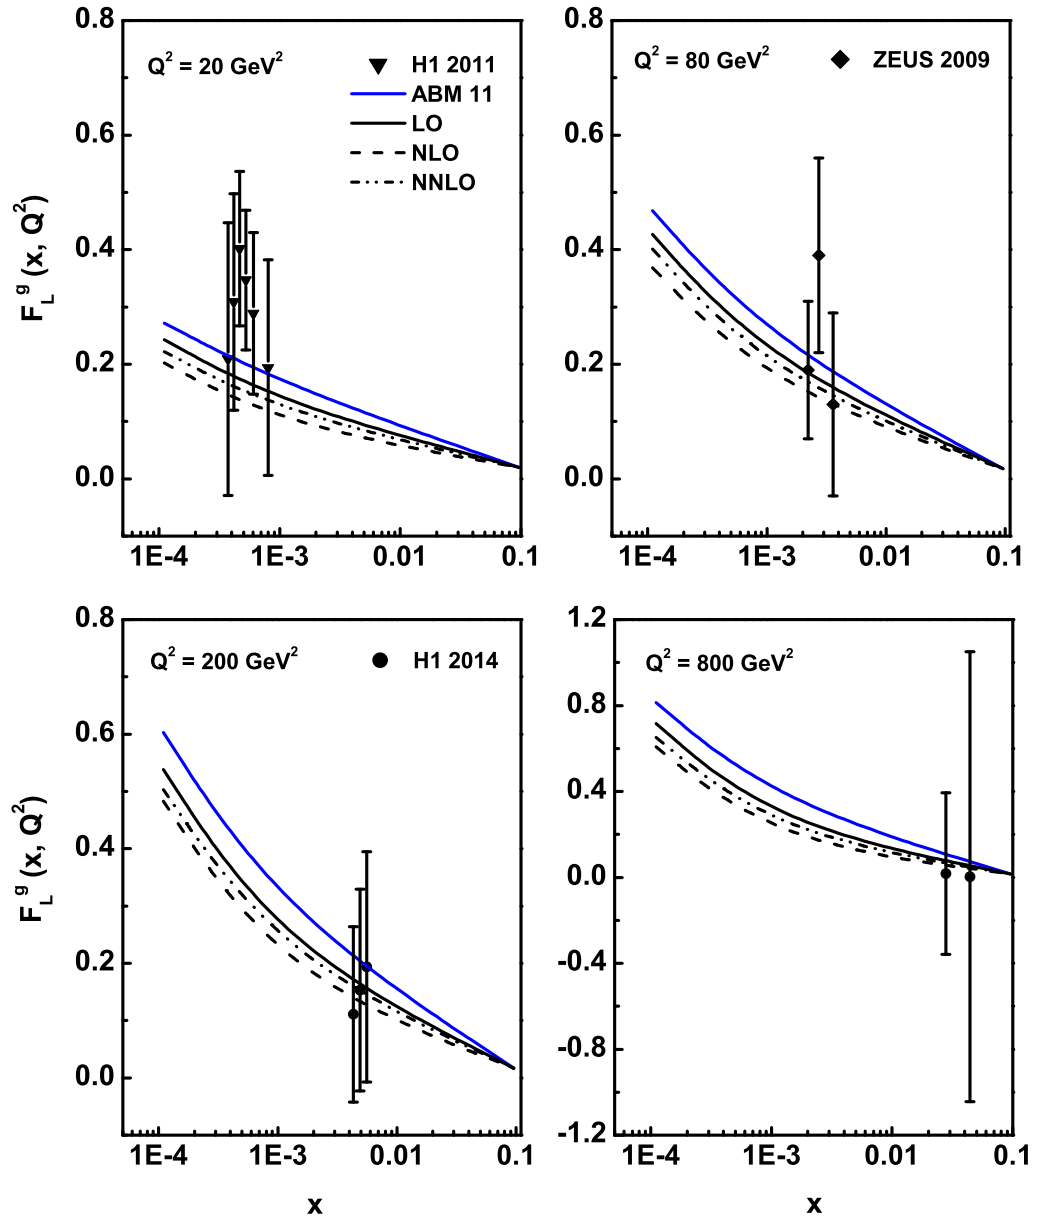 0.8
0.6
0.4
0.2
0.0
1E-4 1E-3 0.01 0.1
F_L^g (x, Q²)
Q² = 20 GeV²
H1 2011
ABM 11
LO
NLO
NNLO
0.8
0.6
0.4
0.2
0.0
1E-4 1E-3 0.01 0.1
Q² = 80 GeV²
ZEUS 2009
0.8
0.6
0.4
0.2
0.0
1E-4 1E-3 0.01 0.1
F_L^g (x, Q²)
x
Q² = 200 GeV²
H1 2014
1.2
0.8
0.4
0.0
-0.4
-0.8
-1.2
1E-4 1E-3 0.01 0.1
x
Q² = 800 GeV²